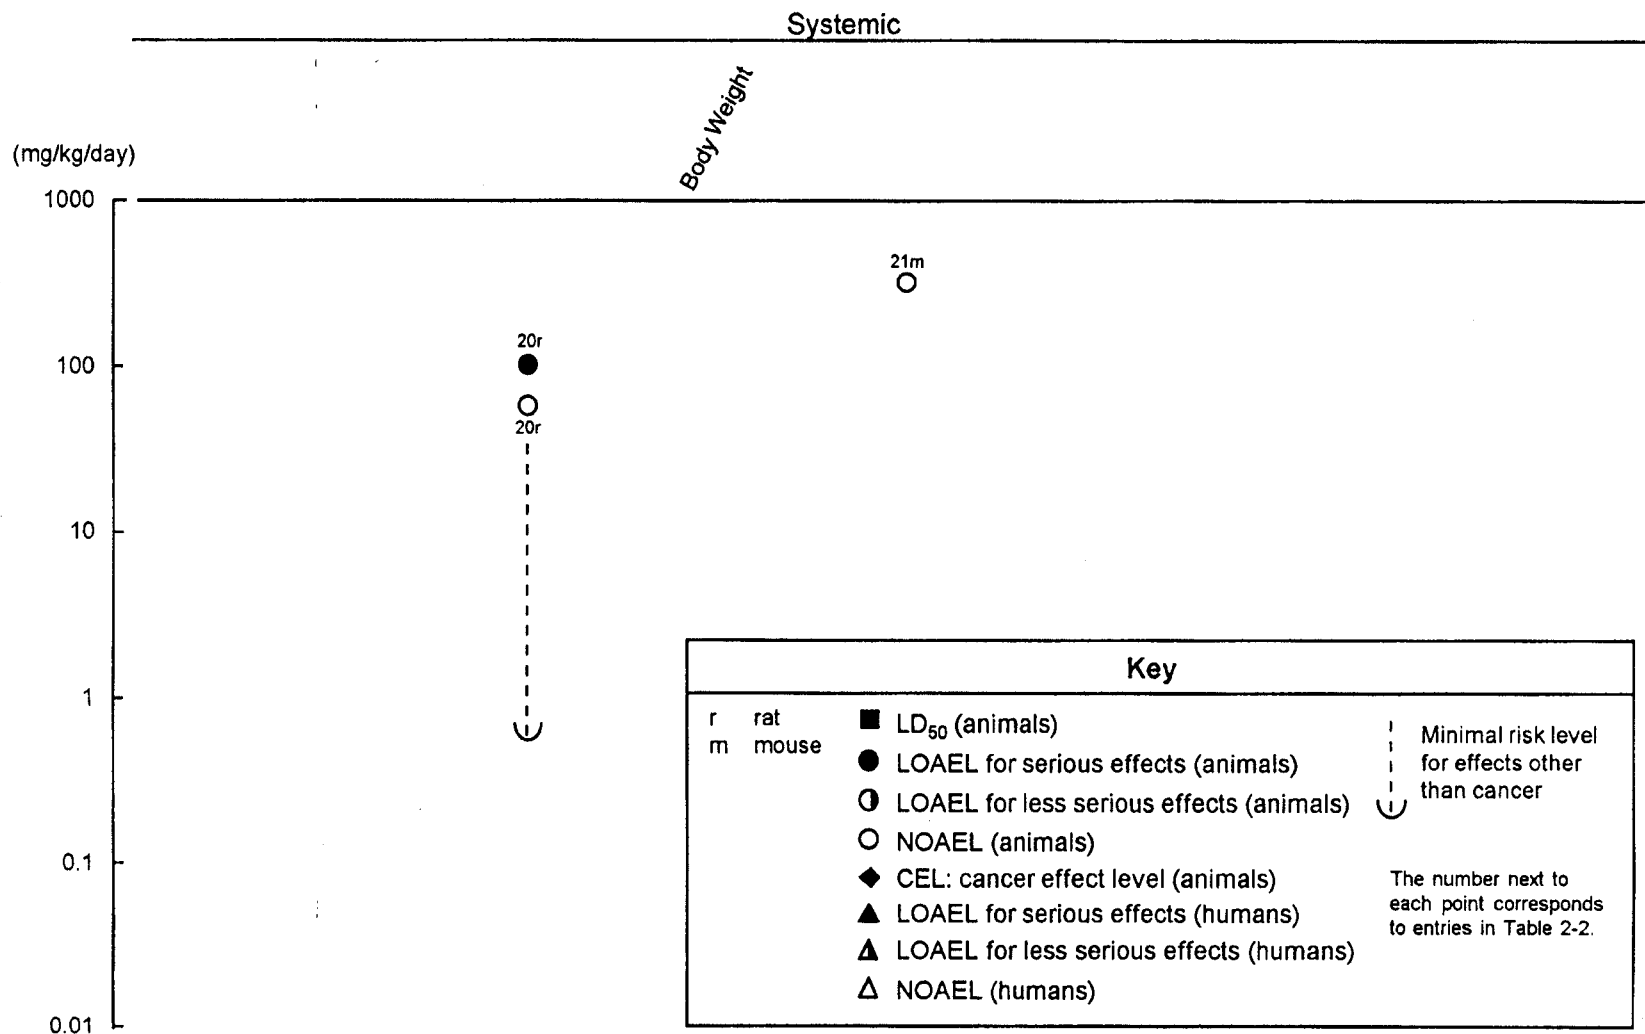 Systemic
Body Weight
(mg/kg/day)
1000
21m
20r
100
20r
10
1
0.1
0.01
Key
r rat
m mouse
LD50 (animals)
LOAEL for serious effects (animals)
LOAEL for less serious effects (animals)
NOAEL (animals)
CEL: cancer effect level (animals)
LOAEL for serious effects (humans)
LOAEL for less serious effects (humans)
NOAEL (humans)
Minimal risk level
for effects other
than cancer
The number next to
each point corresponds
to entries in Table 2-2.